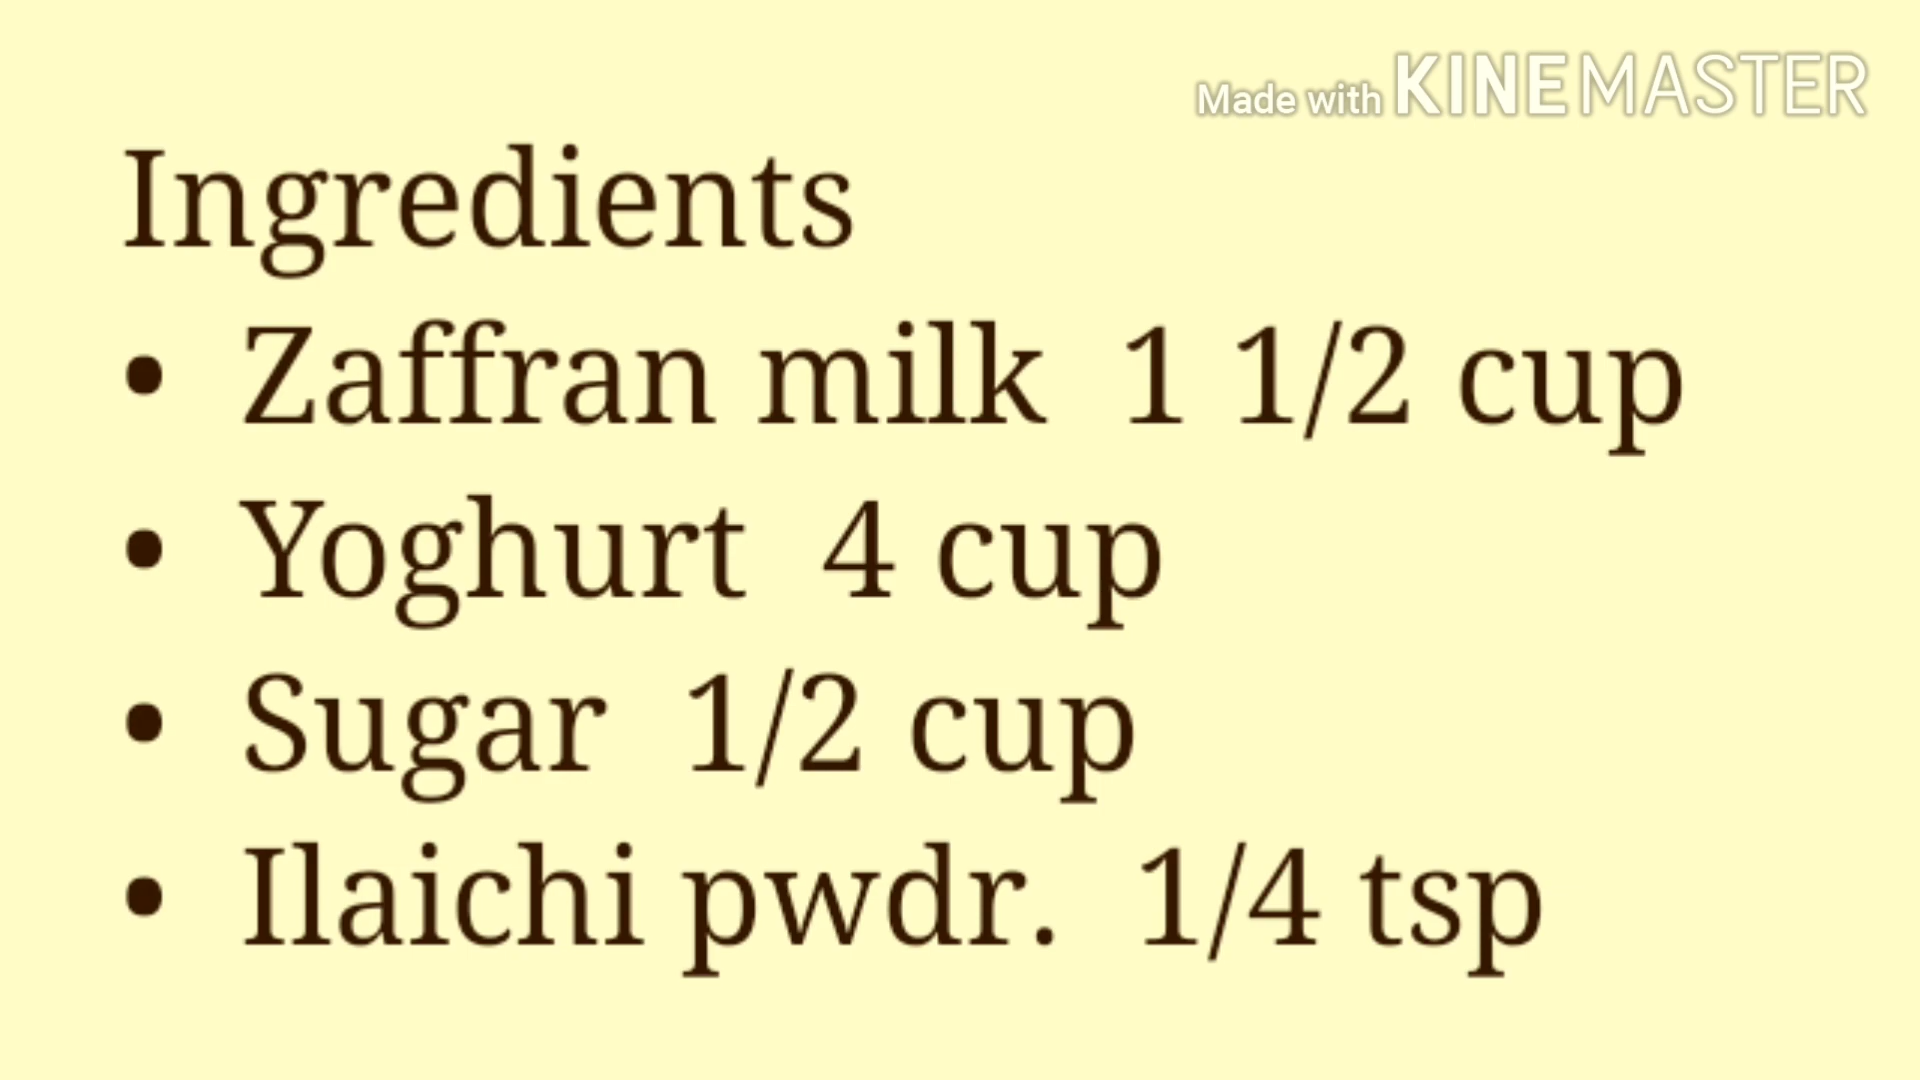 Made with KINEMASTER
Ingredients
• Zaffran milk 1 1/2 cup
• Yoghurt 4 cup
• Sugar 1/2 cup
• Ilaichi pwdr. 1/4 tsp